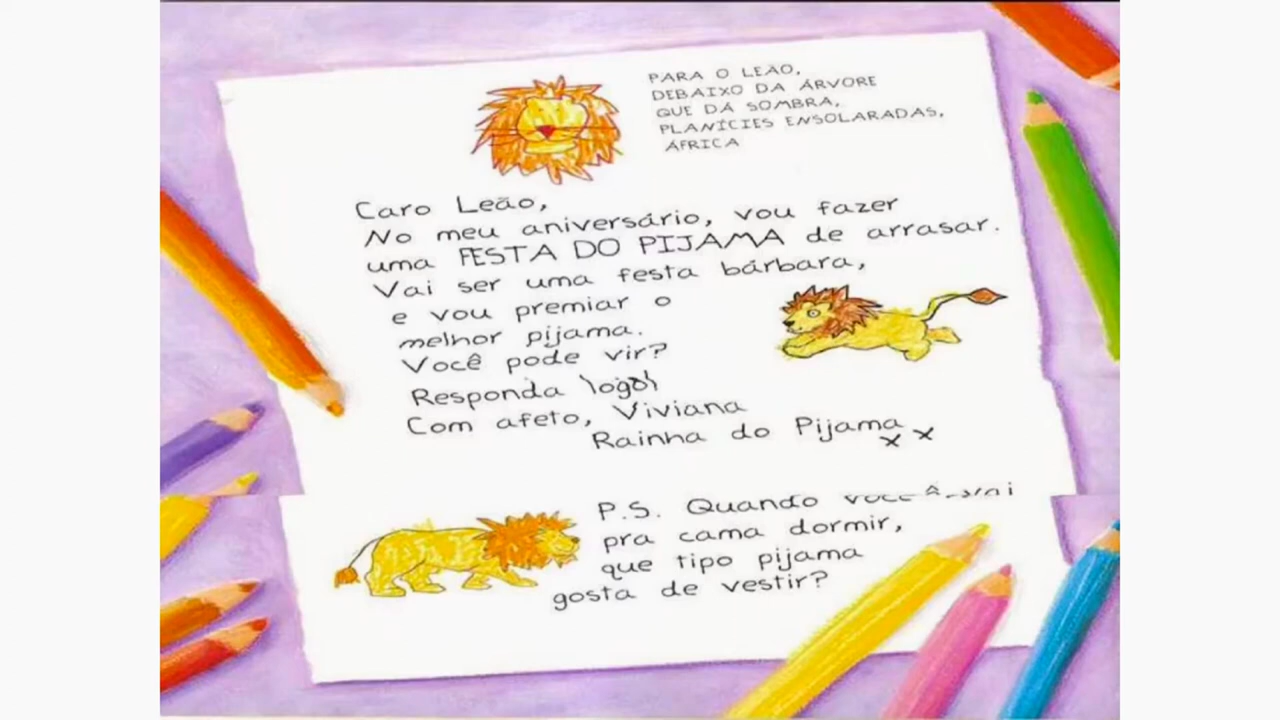 PARA O LEÃO,
DEBAIXO DA ÁRVORE
QUE DÁ SOMBRA,
PLANÍCIES ENSOLARADAS,
ÁFRICA
Caro Leão,
No meu aniversário, vou fazer
uma FESTA DO PIJAMA de arrasar.
Vai ser uma festa bárbara,
e vou premiar o
melhor pijama.
Você pode vir?
Responda logo!
Com afeto, Viviana
Rainha do Pijama
x x
P.S. Quando você vai
pra cama dormir,
que tipo pijama
gosta de vestir?